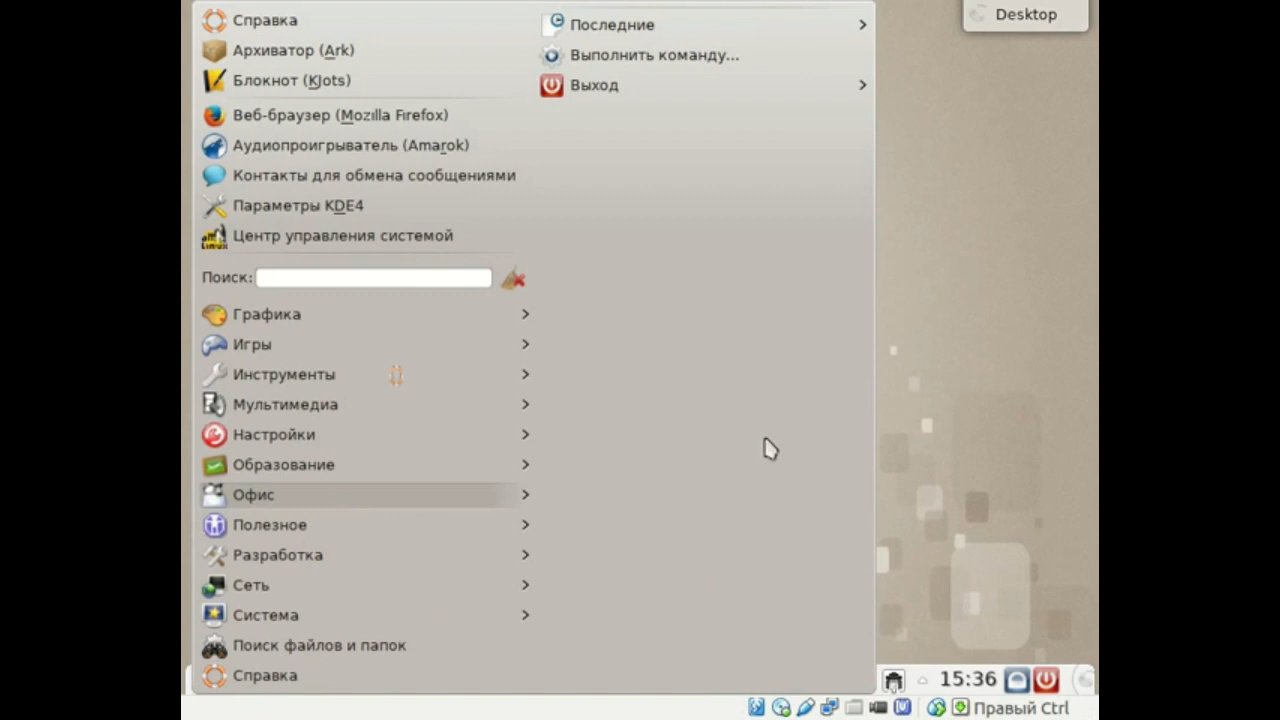 Справка
Архиватор (Ark)
Блокнот (KJots)
Веб-браузер (Mozilla Firefox)
Аудиопроигрыватель (Amarok)
Контакты для обмена сообщениями
Параметры KDE4
Центр управления системой
Поиск:
Графика
Игры
Инструменты
Мультимедиа
Настройки
Образование
Офис
Полезное
Разработка
Сеть
Система
Поиск файлов и папок
Справка
Последние
Выполнить команду...
Выход
Desktop
15:36
Правый Ctrl